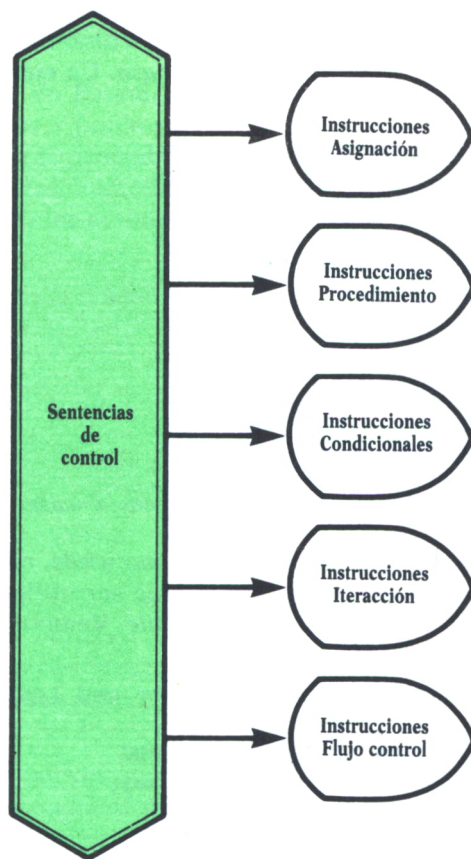 Sentencias
de
control
Instrucciones
Asignación
Instrucciones
Procedimiento
Instrucciones
Condicionales
Instrucciones
Iteracción
Instrucciones
Flujo control